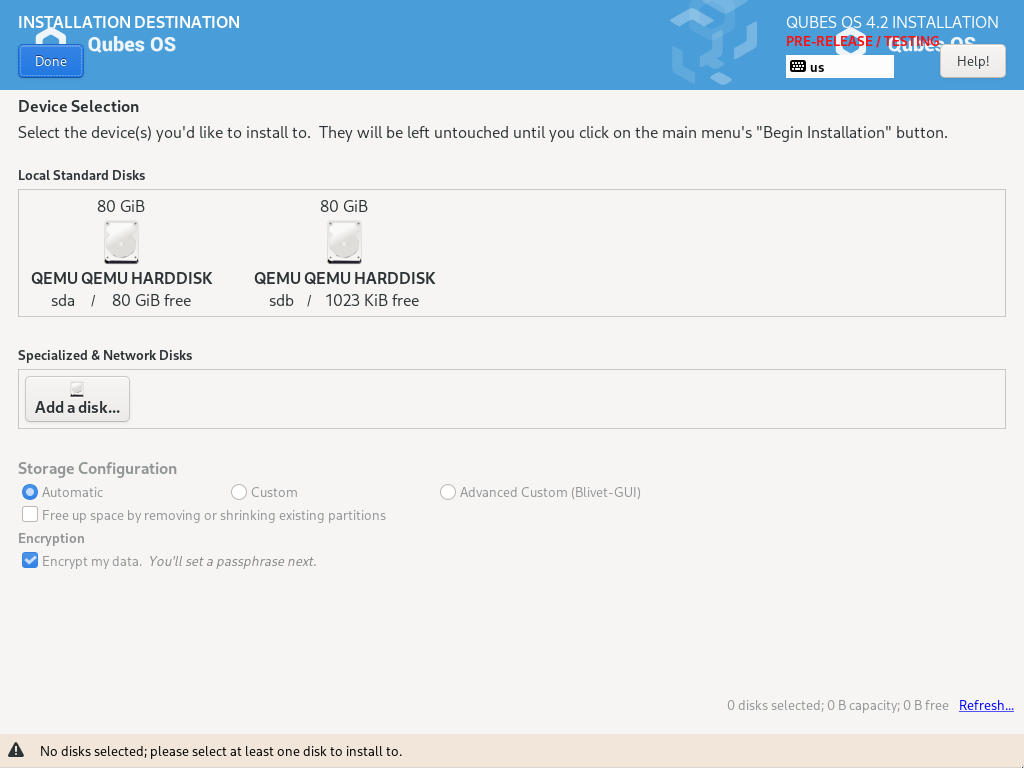 INSTALLATION DESTINATION
Qubes OS
Done
QUBES OS 4.2 INSTALLATION
PRE-RELEASE / TESTING
Qubes OS
us
Help!
Device Selection
Select the device(s) you'd like to install to.  They will be left untouched until you click on the main menu's "Begin Installation" button.
Local Standard Disks
80 GiB
QEMU QEMU HARDDISK
sda / 80 GiB free
80 GiB
QEMU QEMU HARDDISK
sdb / 1023 KiB free
Specialized & Network Disks
Add a disk...
Storage Configuration
Automatic Custom Advanced Custom (Blivet-GUI)
Free up space by removing or shrinking existing partitions
Encryption
Encrypt my data. You'll set a passphrase next.
0 disks selected; 0 B capacity; 0 B free Refresh...
No disks selected; please select at least one disk to install to.